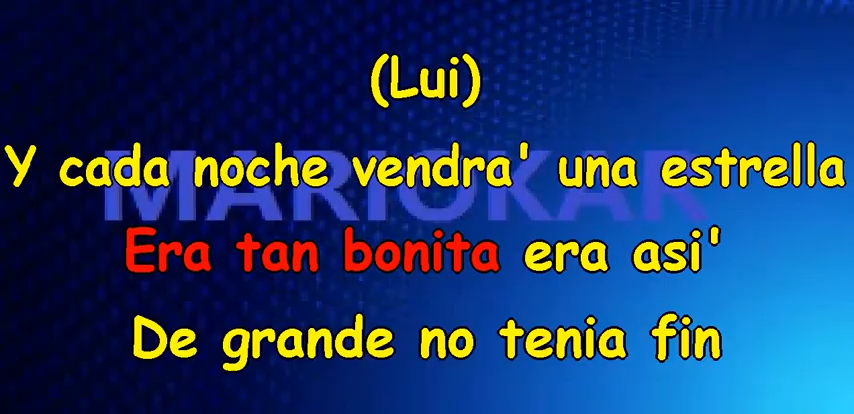 (Lui)
Y cada noche vendra' una estrella
MARIOKAR
Era tan bonita era asi'
De grande no tenia fin